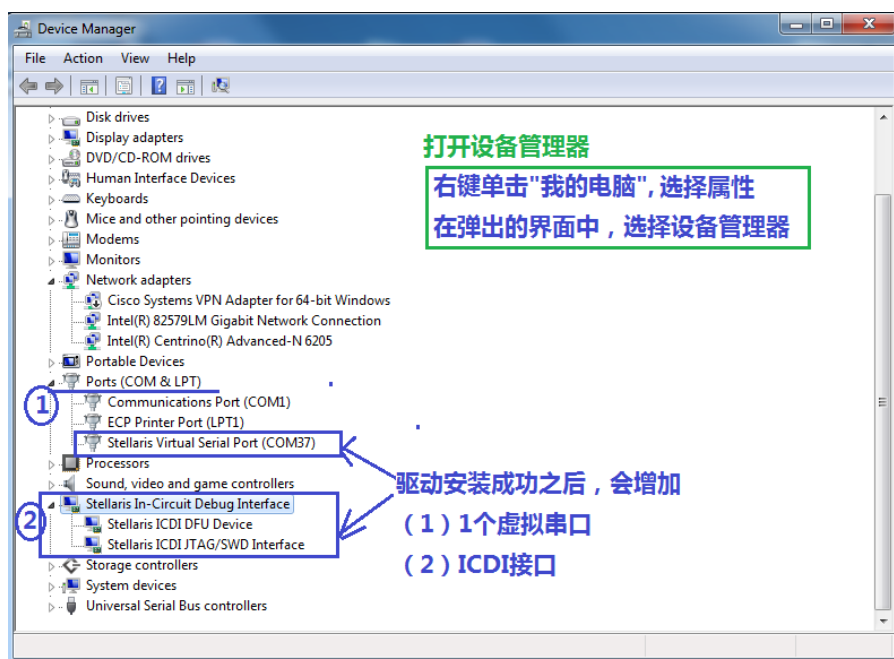 Device Manager
File Action View Help
Disk drives
Display adapters
DVD/CD-ROM drives
Human Interface Devices
Keyboards
Mice and other pointing devices
Modems
Monitors
Network adapters
Cisco Systems VPN Adapter for 64-bit Windows
Intel(R) 82579LM Gigabit Network Connection
Intel(R) Centrino(R) Advanced-N 6205
Portable Devices
Ports (COM & LPT)
Communications Port (COM1)
ECP Printer Port (LPT1)
Stellaris Virtual Serial Port (COM37)
Processors
Sound, video and game controllers
Stellaris In-Circuit Debug Interface
Stellaris ICDI DFU Device
Stellaris ICDI JTAG/SWD Interface
Storage controllers
System devices
Universal Serial Bus controllers
1
2
打开设备管理器
右键单击"我的电脑",选择属性
在弹出的界面中，选择设备管理器
驱动安装成功之后，会增加
（1）1个虚拟串口
（2）ICDI接口